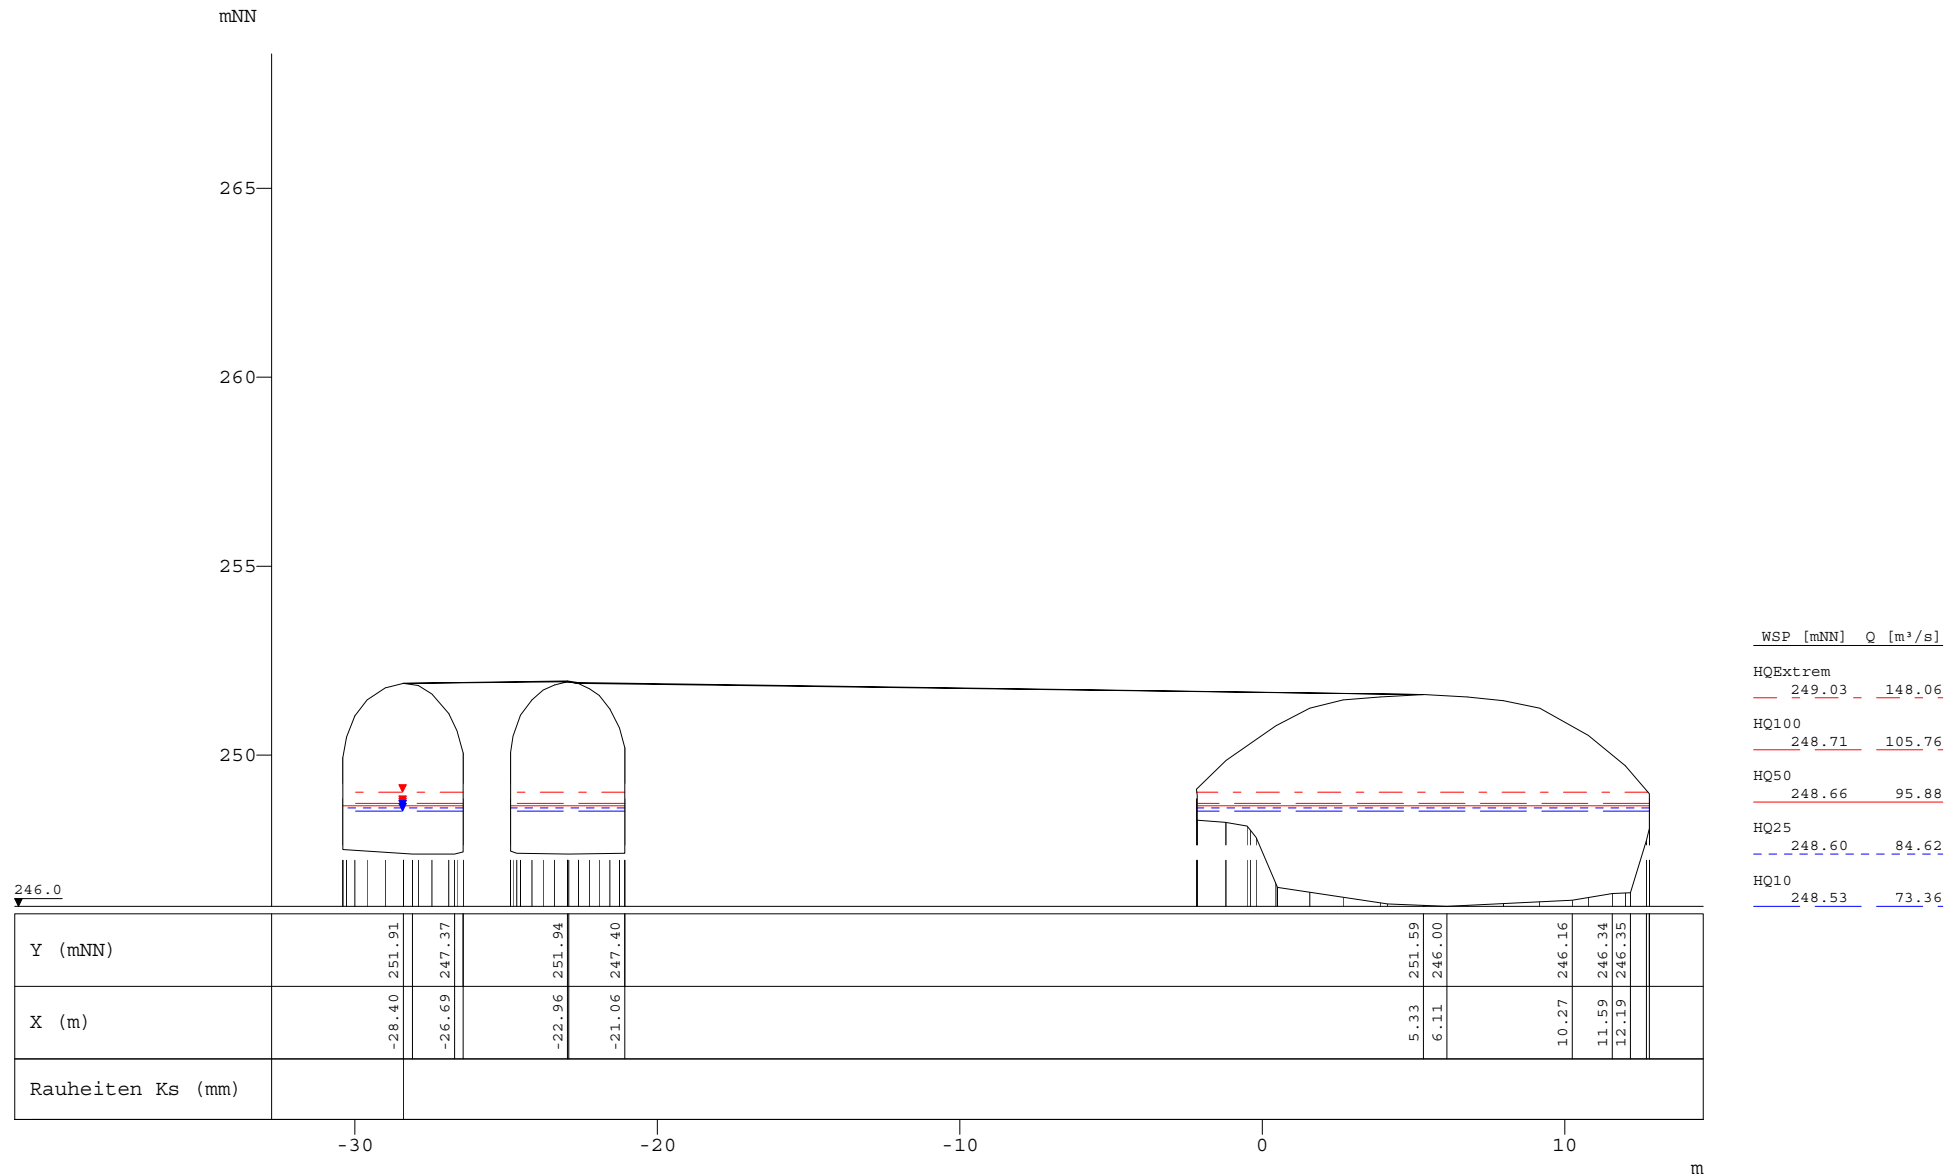 mNN
265
260
255
250
246.0
WSP [mNN] Q [m³/s]
HQExtrem
249.03 148.06
HQ100
248.71 105.76
HQ50
248.66 95.88
HQ25
248.60 84.62
HQ10
248.53 73.36
Y (mNN)
251.91 247.37 251.94 247.40 251.59 246.00 246.16 246.34 246.35
X (m)
-28.40 -26.69 -22.96 -21.06 5.33 6.11 10.27 11.59 12.19
Rauheiten Ks (mm)
-30 -20 -10 0 10
m